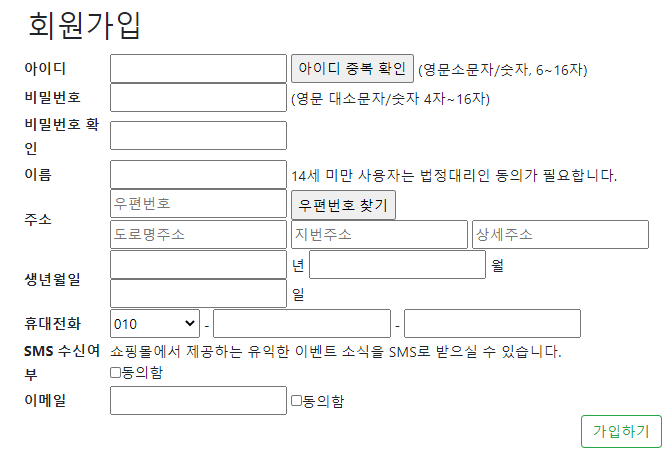 회원가입
아이디 아이디 중복 확인 (영문소문자/숫자, 6~16자)
비밀번호 (영문 대소문자/숫자 4자~16자)
비밀번호 확
인
이름 14세 미만 사용자는 법정대리인 동의가 필요합니다.
주소 우편번호 우편번호 찾기
도로명주소 지번주소 상세주소
생년월일 년 월
일
휴대전화 010 - -
SMS 수신여 쇼핑몰에서 제공하는 유익한 이벤트 소식을 SMS로 받으실 수 있습니다.
부 동의함
이메일 동의함
가입하기